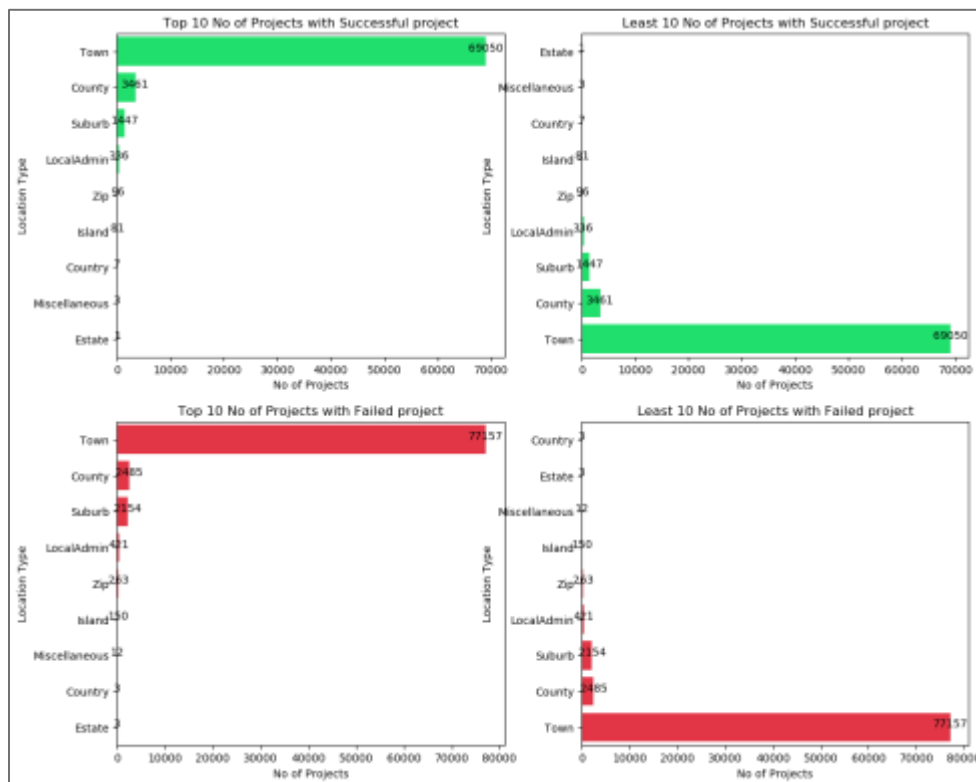 Top 10 No of Projects with Successful project
Location Type
Town 69050
County 3461
Suburb 1447
LocalAdmin 336
Zip 96
Island 81
Country 7
Miscellaneous 3
Estate 1
0 10000 20000 30000 40000 50000 60000 70000
No of Projects
Least 10 No of Projects with Successful project
Location Type
Estate 1
Miscellaneous 3
Country 7
Island 81
Zip 96
LocalAdmin 336
Suburb 1447
County 3461
Town 69050
0 10000 20000 30000 40000 50000 60000 70000
No of Projects
Top 10 No of Projects with Failed project
Location Type
Town 77157
County 2485
Suburb 2154
LocalAdmin 421
Zip 263
Island 150
Miscellaneous 12
Country 3
Estate 3
0 10000 20000 30000 40000 50000 60000 70000 80000
No of Projects
Least 10 No of Projects with Failed project
Location Type
Country 3
Estate 3
Miscellaneous 12
Island 150
Zip 263
LocalAdmin 421
Suburb 2154
County 2485
Town 77157
0 10000 20000 30000 40000 50000 60000 70000 80000
No of Projects